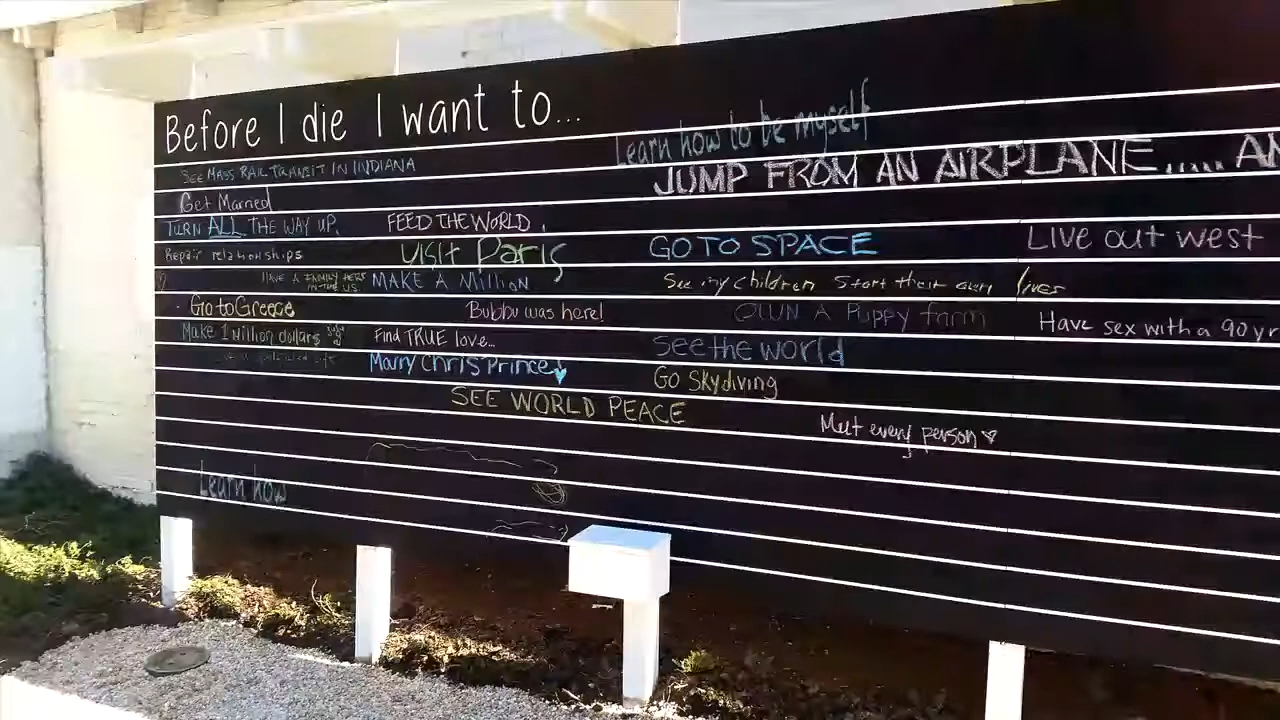 Before I die I want to...
Learn how to be myself
SEE MASS RAIL TRANSIT IN INDIANA
JUMP FROM AN AIRPLANE..... AN
Get Married
TURN ALL THE WAY UP.
FEED THE WORLD.
GO TO SPACE
Live out west
Repair relationships
Visit Paris
HAVE A FAMILY HERE
IN THE US
MAKE A Million
See my children start their own lives
Go to Greece
Bubbu was here!
OWN A Puppy farm
Have sex with a 90 yr
Make 1 Million dollars
Find TRUE love...
See the world
Marry Chris Prince
Go Skydiving
SEE WORLD PEACE
Meet every person
Learn how